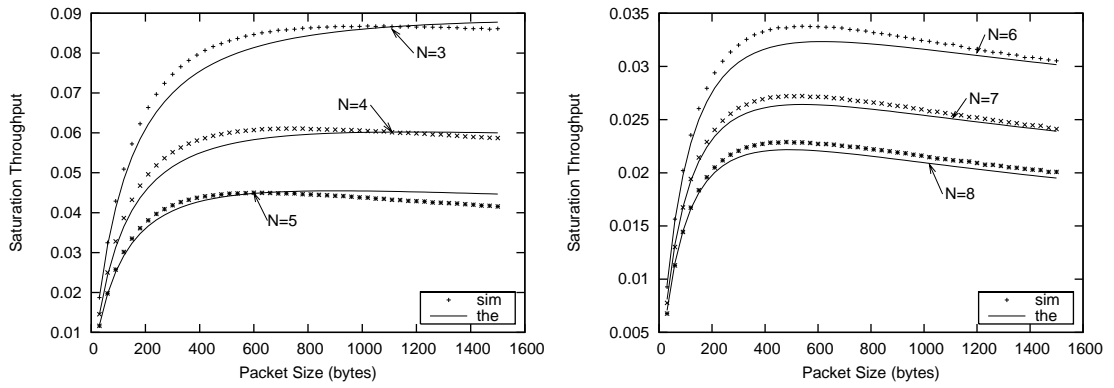 0.09
0.08
0.07
0.06
0.05
0.04
0.03
0.02
0.01
0 200 400 600 800 1000 1200 1400 1600
Saturation Throughput
Packet Size (bytes)
N=3
N=4
N=5
sim
the
0.035
0.03
0.025
0.02
0.015
0.01
0.005
0 200 400 600 800 1000 1200 1400 1600
Saturation Throughput
Packet Size (bytes)
N=6
N=7
N=8
sim
the